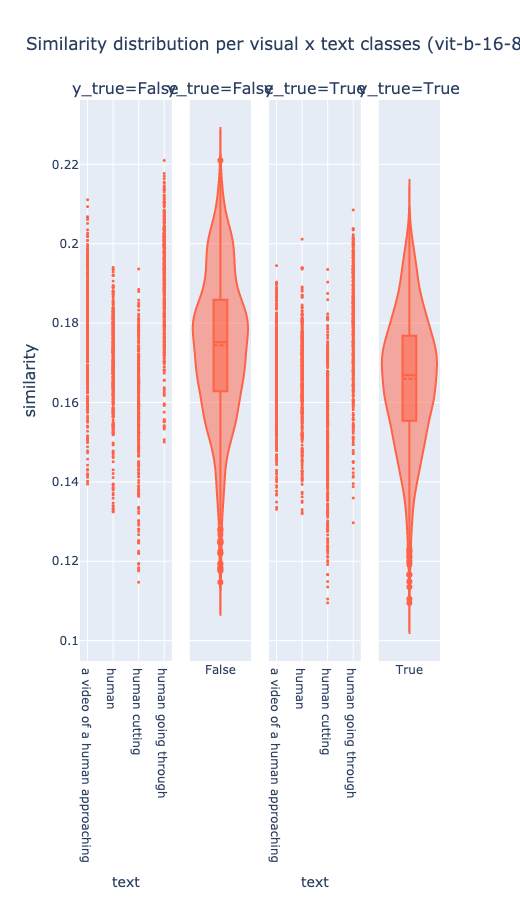 Similarity distribution per visual x text classes (vit-b-16-8
y_true=False
y_true=False
y_true=True
y_true=True
0.22
0.2
0.18
0.16
0.14
0.12
0.1
similarity
a video of a human approaching
human
human cutting
human going through
False
a video of a human approaching
human
human cutting
human going through
True
text
text